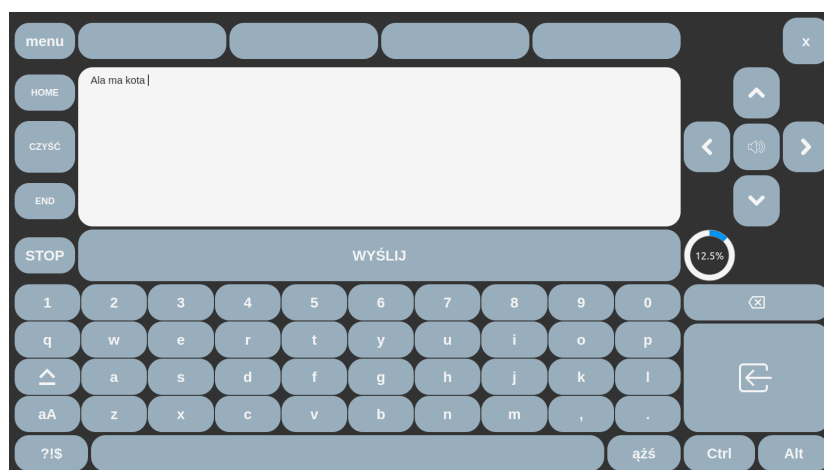 menu x
HOME Ala ma kota
CZYŚĆ
END
STOP WYŚLIJ 12.5%
1 2 3 4 5 6 7 8 9 0
q w e r t y u i o p
a s d f g h j k l
aA z x c v b n m , .
?!$ ążś Ctrl Alt